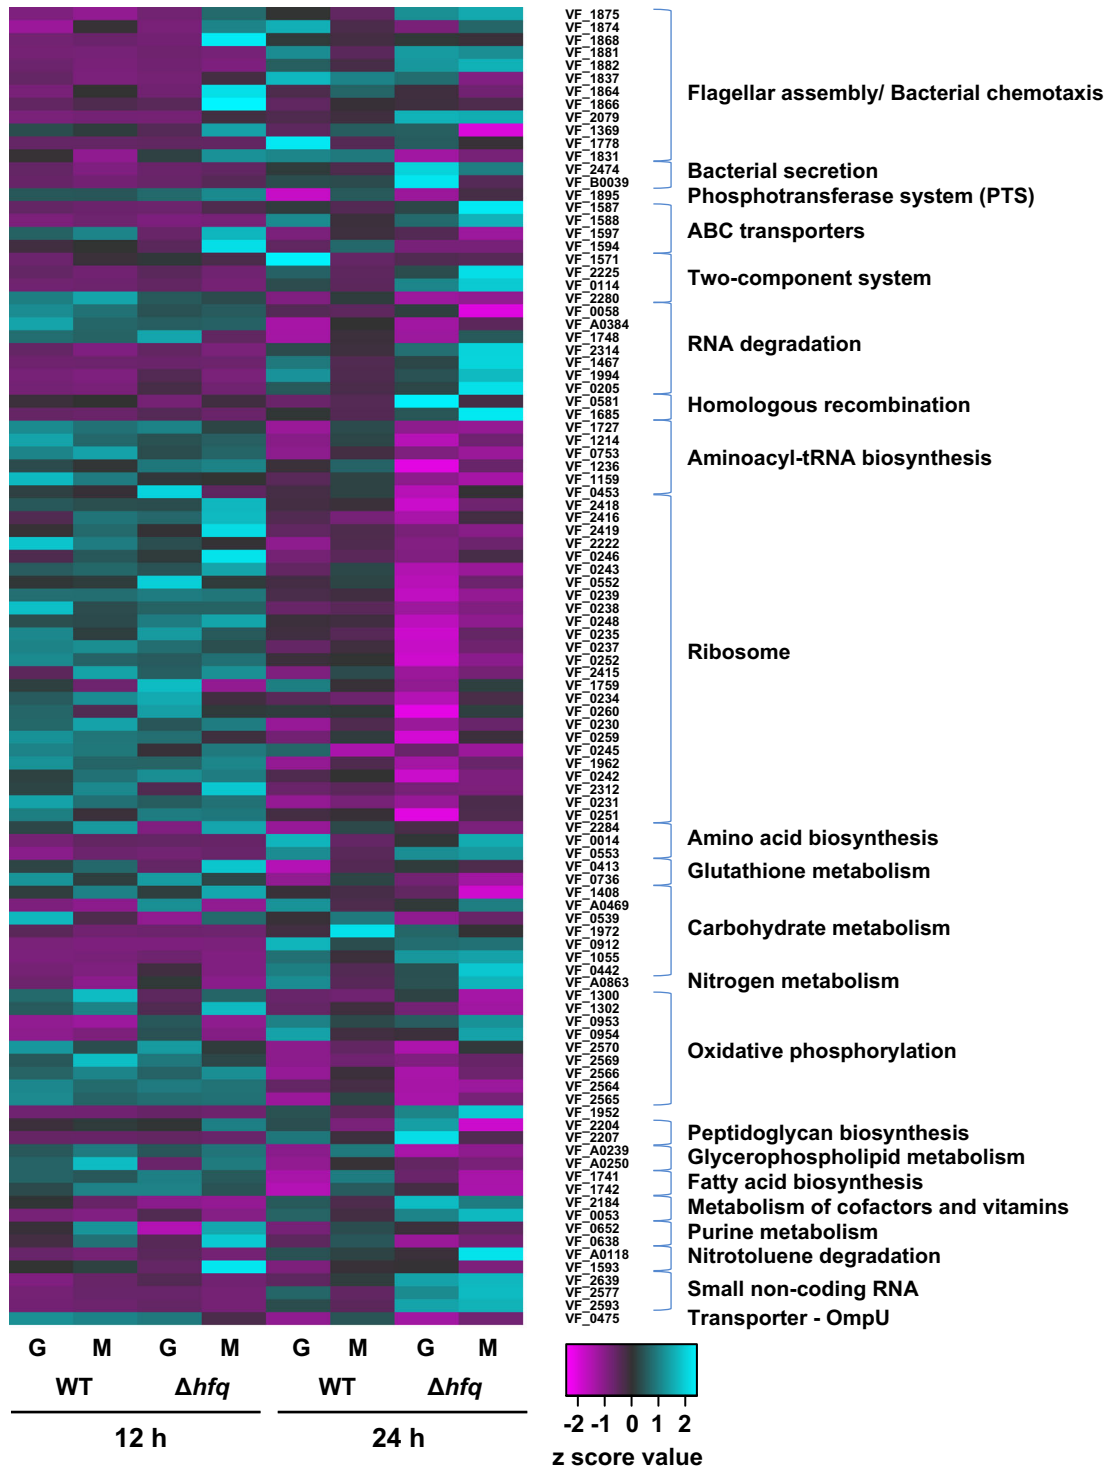 VF_1875
VF_1874
VF_1868
VF_1881
VF_1882
VF_1837
VF_1864
VF_1866
VF_2079
VF_1369
VF_1778
VF_1831
Flagellar assembly/ Bacterial chemotaxis
VF_2474
VF_B0039
Bacterial secretion
VF_1895
Phosphotransferase system (PTS)
VF_1587
VF_1588
VF_1597
VF_1594
ABC transporters
VF_1571
VF_2225
VF_0114
VF_2280
Two-component system
VF_0058
VF_A0384
VF_1748
VF_2314
VF_1467
VF_1994
VF_0205
RNA degradation
VF_0581
VF_1685
Homologous recombination
VF_1727
VF_1214
VF_0753
VF_1236
VF_1159
VF_0453
Aminoacyl-tRNA biosynthesis
VF_2418
VF_2416
VF_2419
VF_2222
VF_0246
VF_0243
VF_0552
VF_0239
VF_0238
VF_0248
VF_0235
VF_0237
VF_0252
VF_2415
VF_1759
VF_0234
VF_0260
VF_0230
VF_0259
VF_0245
VF_1962
VF_0242
VF_2312
VF_0231
VF_0251
Ribosome
VF_2284
VF_0014
VF_0553
Amino acid biosynthesis
VF_0413
VF_0736
Glutathione metabolism
VF_1408
VF_A0469
VF_0539
VF_1972
VF_0912
VF_1055
VF_0442
Carbohydrate metabolism
VF_A0863
Nitrogen metabolism
VF_1300
VF_1302
VF_0953
VF_0954
VF_2570
VF_2569
VF_2566
VF_2564
VF_2565
Oxidative phosphorylation
VF_1952
VF_2204
VF_2207
Peptidoglycan biosynthesis
VF_A0239
VF_A0250
Glycerophospholipid metabolism
VF_1741
VF_1742
Fatty acid biosynthesis
VF_2184
VF_0053
Metabolism of cofactors and vitamins
VF_0652
VF_0638
Purine metabolism
VF_A0118
VF_1593
Nitrotoluene degradation
VF_2639
VF_2577
VF_2593
Small non-coding RNA
VF_0475
Transporter - OmpU
G M G M G M G M
WT Δhfq WT Δhfq
12 h 24 h
-2 -1 0 1 2
z score value